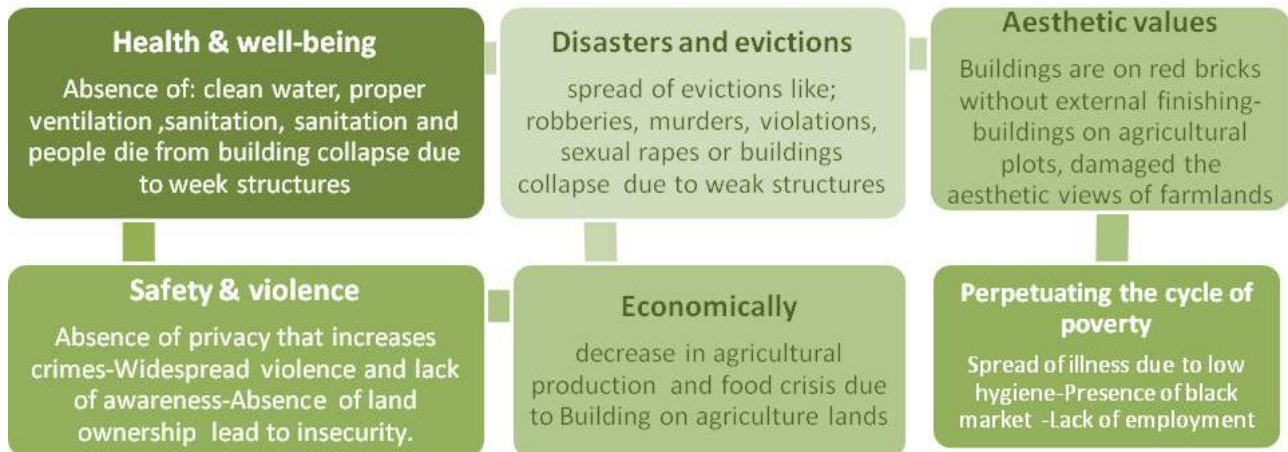 Health & well-being
Absence of: clean water, proper
ventilation ,sanitation, sanitation and
people die from building collapse due
to week structures
Disasters and evictions
spread of evictions like;
robberies, murders, violations,
sexual rapes or buildings
collapse due to weak structures
Aesthetic values
Buildings are on red bricks
without external finishing-
buildings on agricultural
plots, damaged the
aesthetic views of farmlands
Safety & violence
Absence of privacy that increases
crimes-Widespread violence and lack
of awareness-Absence of land
ownership lead to insecurity.
Economically
decrease in agricultural
production and food crisis due
to Building on agriculture lands
Perpetuating the cycle of
poverty
Spread of illness due to low
hygiene-Presence of black
market -Lack of employment